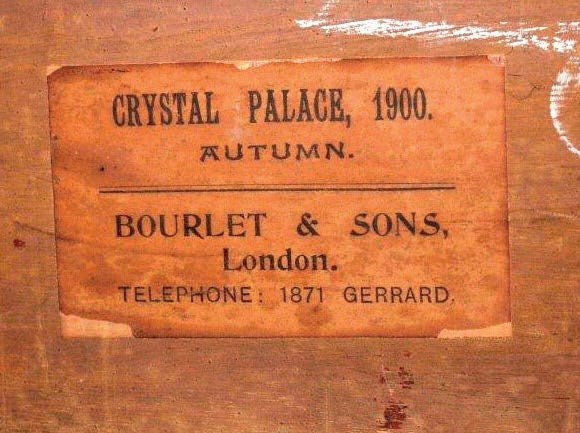 CRYSTAL PALACE, 1900.
AUTUMN.
BOURLET & SONS,
London.
TELEPHONE: 1871 GERRARD.